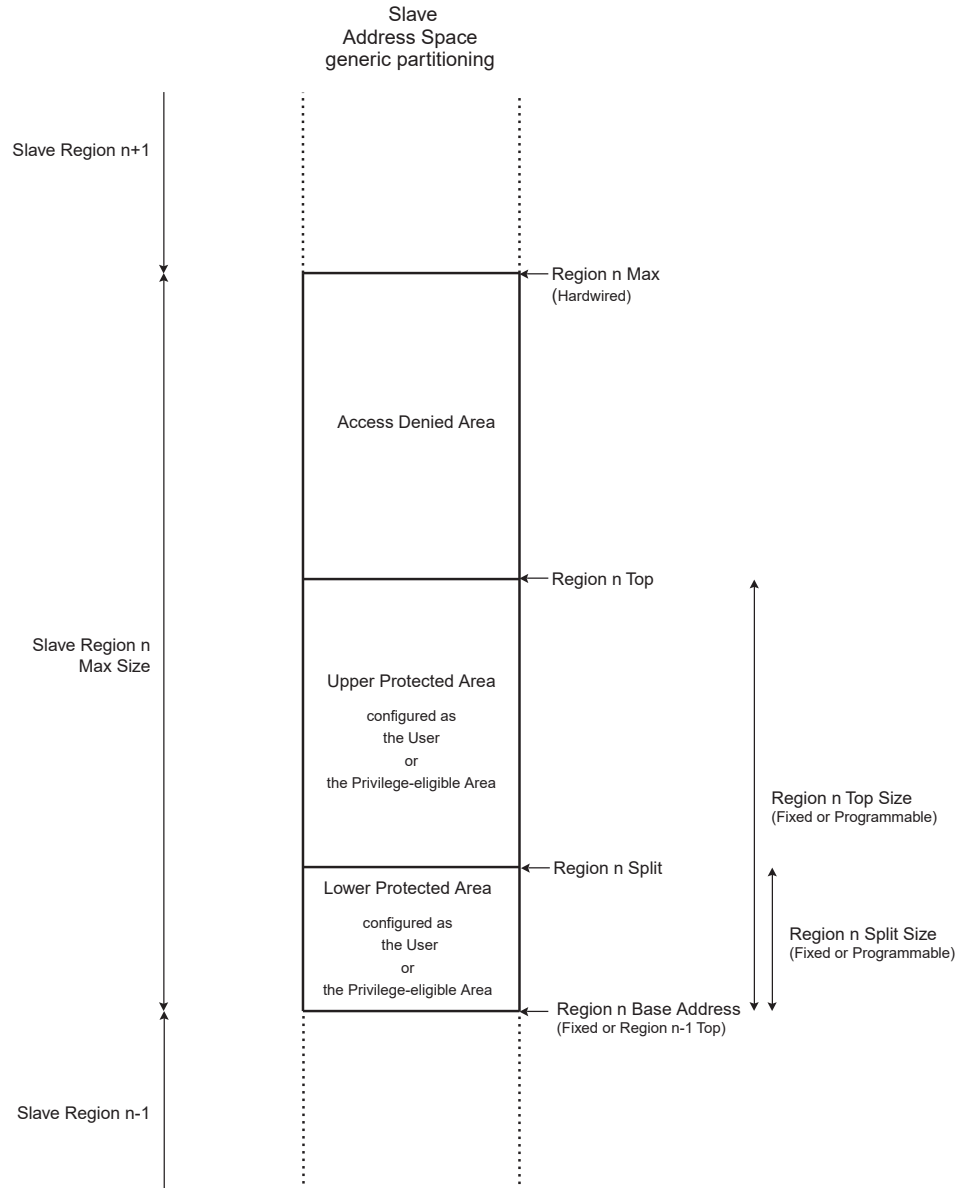 Slave
Address Space
generic partitioning
Slave Region n+1
Region n Max
(Hardwired)
Access Denied Area
Region n Top
Slave Region n
Max Size
Upper Protected Area
configured as
the User
or
the Privilege-eligible Area
Region n Top Size
(Fixed or Programmable)
Region n Split
Lower Protected Area
configured as
the User
or
the Privilege-eligible Area
Region n Split Size
(Fixed or Programmable)
Region n Base Address
(Fixed or Region n-1 Top)
Slave Region n-1